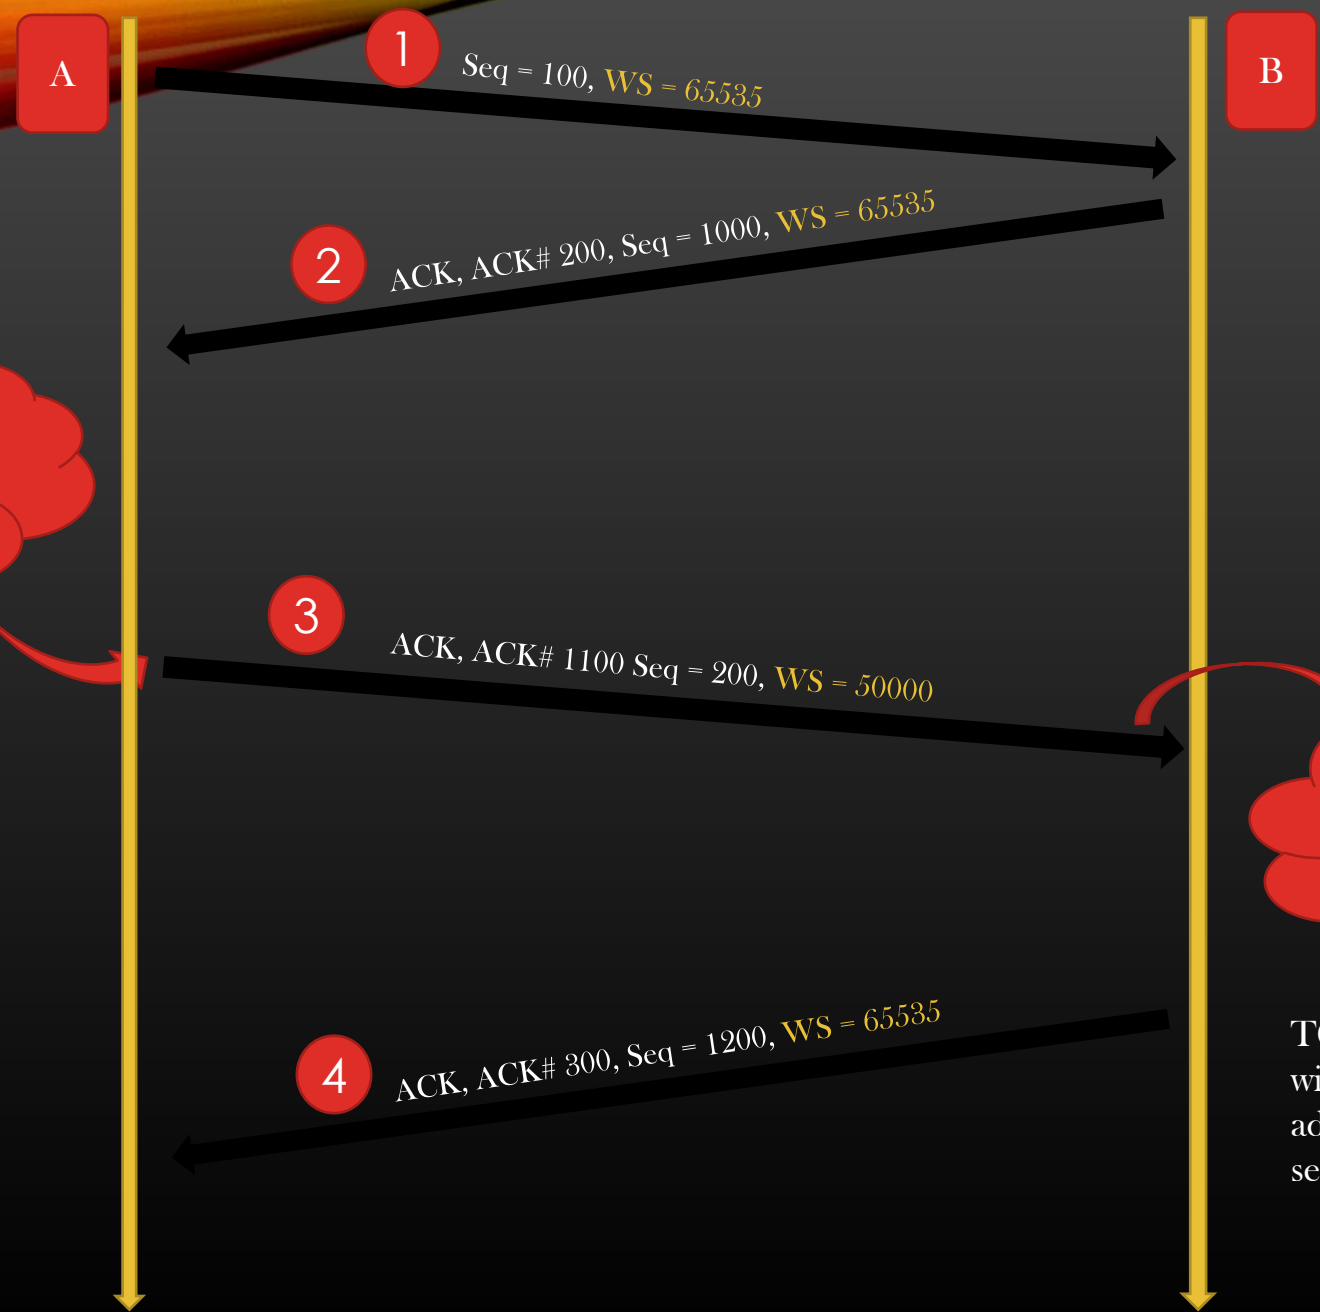 A
B
1
Seq = 100, WS = 65535
2
ACK, ACK# 200, Seq = 1000, WS = 65535
3
ACK, ACK# 1100 Seq = 200, WS = 50000
4
ACK, ACK# 300, Seq = 1200, WS = 65535